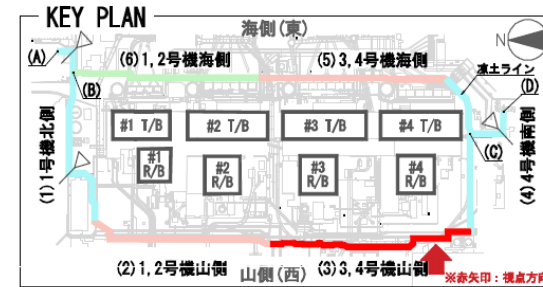 KEY PLAN
海側(東)
N
(A)
(6)1,2号機海側
(5)3,4号機海側
凍土ライン
(B)
(D)
#1 T/B
#2 T/B
#3 T/B
#4 T/B
(C)
#1
R/B
#2
R/B
#3
R/B
#4
R/B
(1)1号機北側
(4)4号機南側
(2)1,2号機山側
山側(西)
(3)3,4号機山側
※赤矢印:視点方向